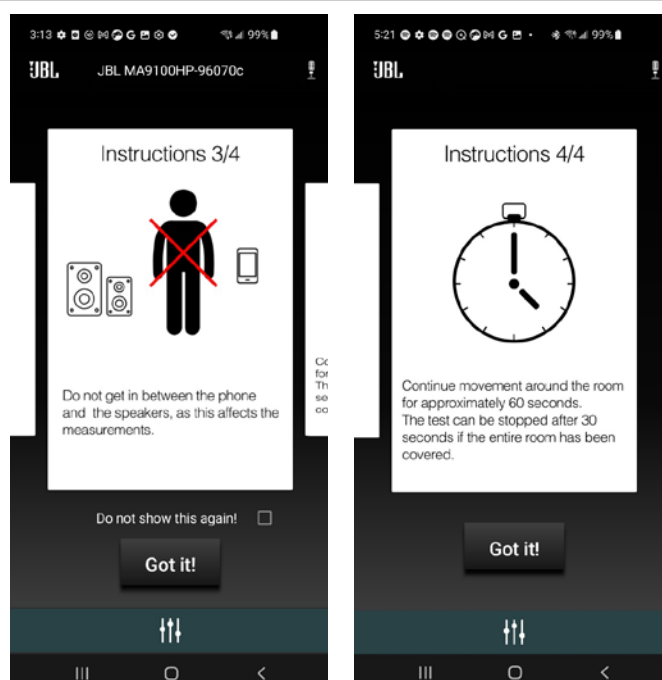 3:13 99%
JBL JBL MA9100HP-96070c
Instructions 3/4
Do not get in between the phone
and the speakers, as this affects the
measurements.
Do not show this again!
Got it!
5:21 99%
JBL
Instructions 4/4
Continue movement around the room
for approximately 60 seconds.
The test can be stopped after 30
seconds if the entire room has been
covered.
Got it!